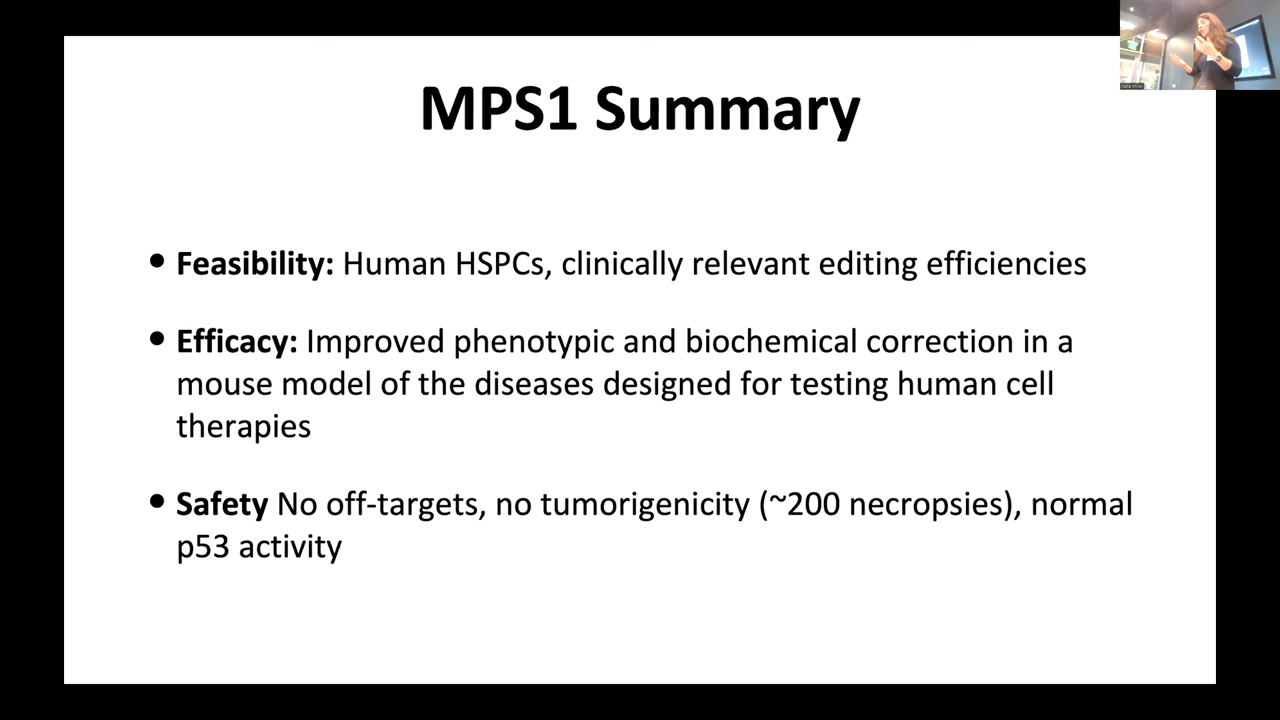 MPS1 Summary
• Feasibility: Human HSPCs, clinically relevant editing efficiencies
• Efficacy: Improved phenotypic and biochemical correction in a
mouse model of the diseases designed for testing human cell
therapies
• Safety No off-targets, no tumorigenicity (~200 necropsies), normal
p53 activity